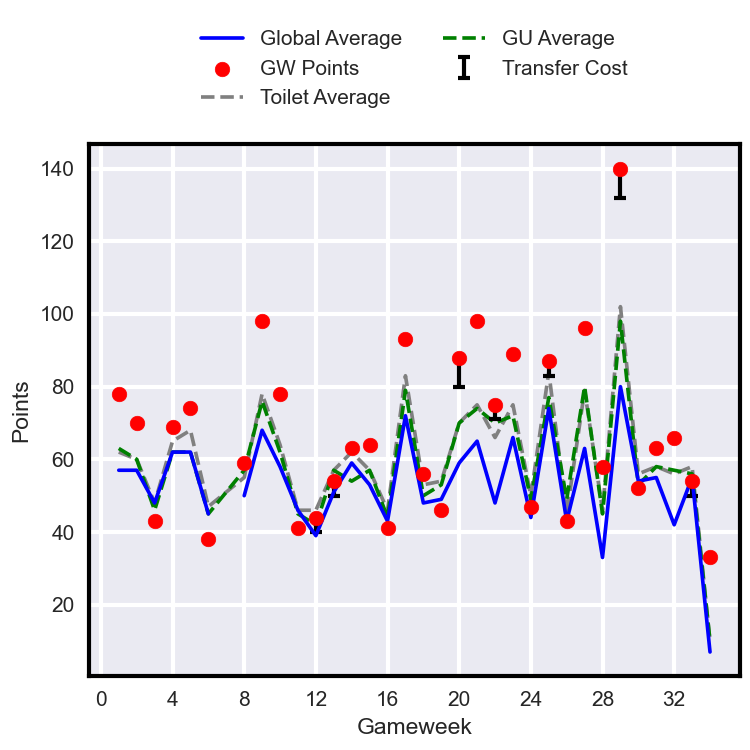 Global Average
GW Points
Toilet Average
GU Average
Transfer Cost
140
120
100
80
60
40
20
Points
0 4 8 12 16 20 24 28 32
Gameweek